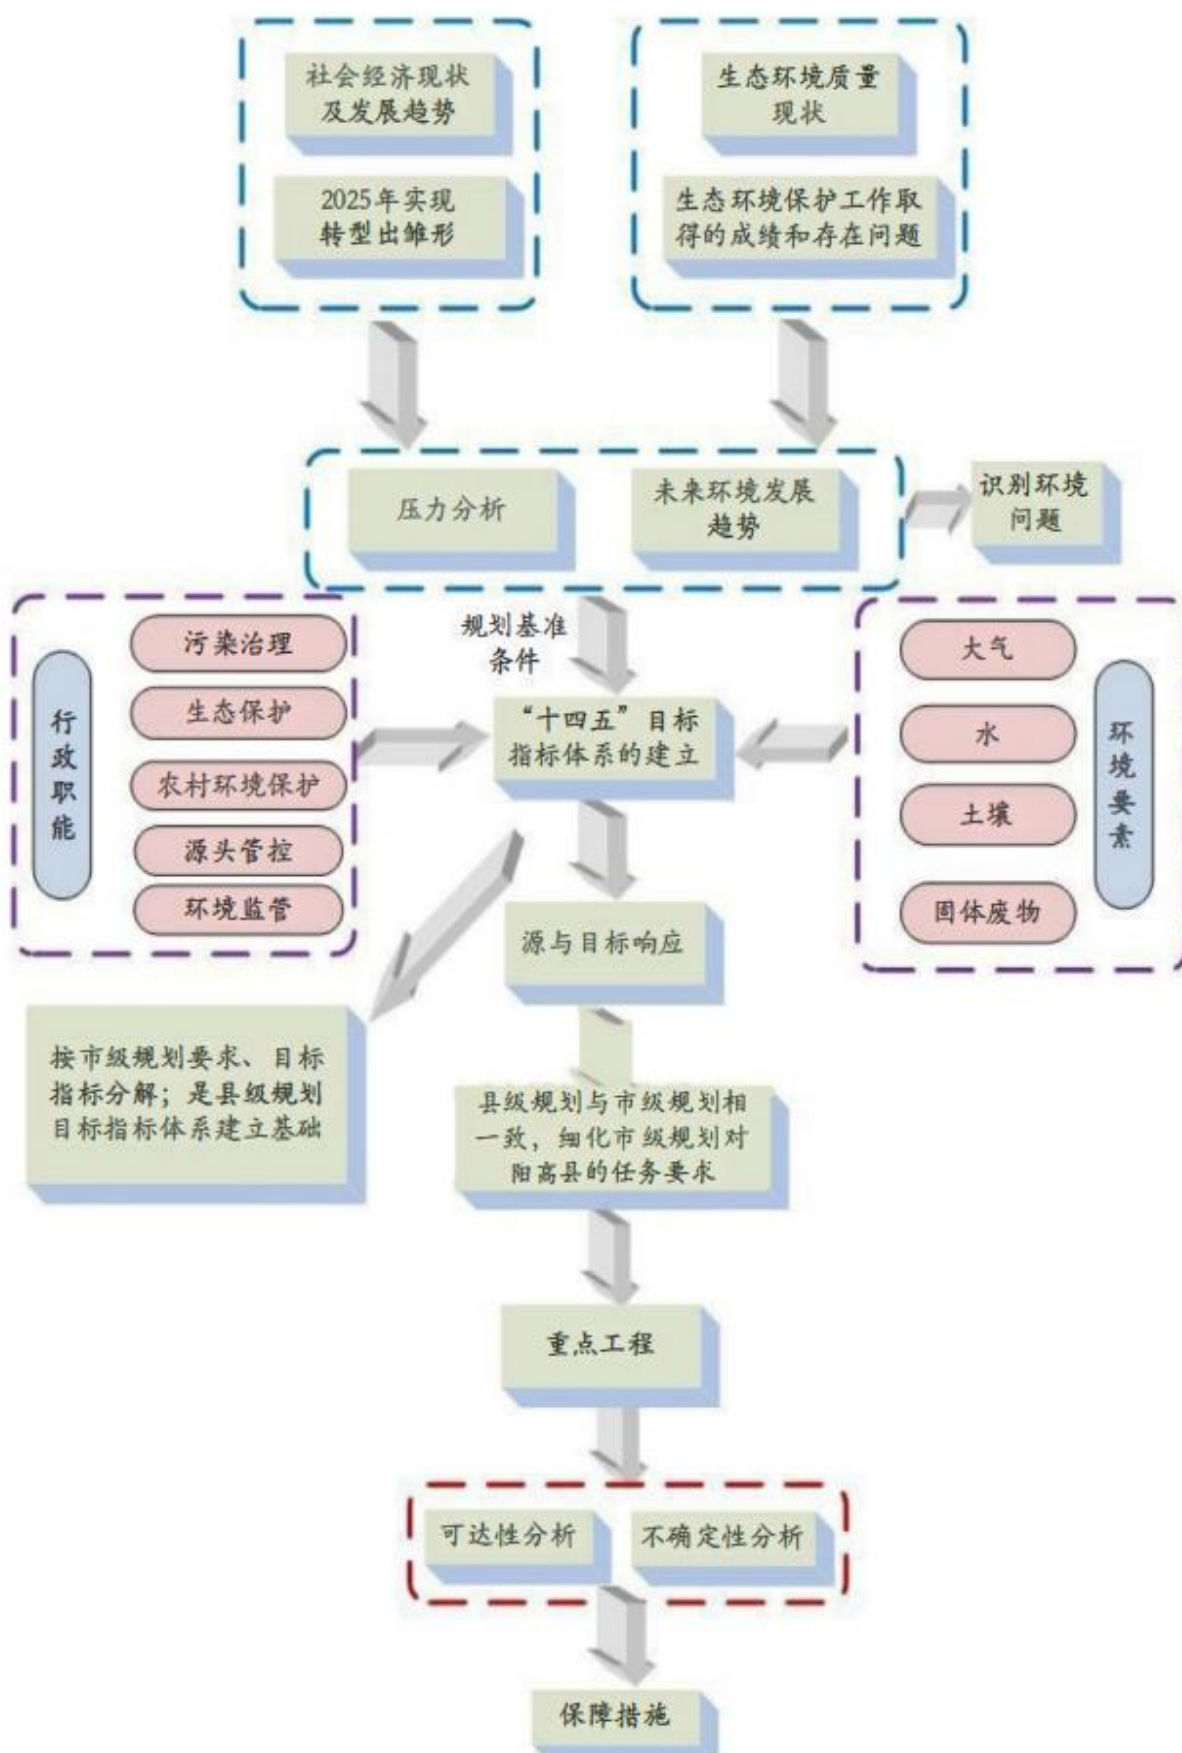 社会经济现状
及发展趋势
2025年实现
转型出雏形
生态环境质量
现状
生态环境保护工作取
得的成绩和存在问题
压力分析
未来环境发展
趋势
识别环境
问题
规划基准
条件
行政职能
污染治理
生态保护
农村环境保护
源头管控
环境监管
“十四五”目标
指标体系的建立
大气
水
土壤
固体废物
环境要素
源与目标响应
按市级规划要求、目标
指标分解；是县级规划
目标指标体系建立基础
县级规划与市级规划相
一致，细化市级规划对
阳高县的任务要求
重点工程
可达性分析
不确定性分析
保障措施